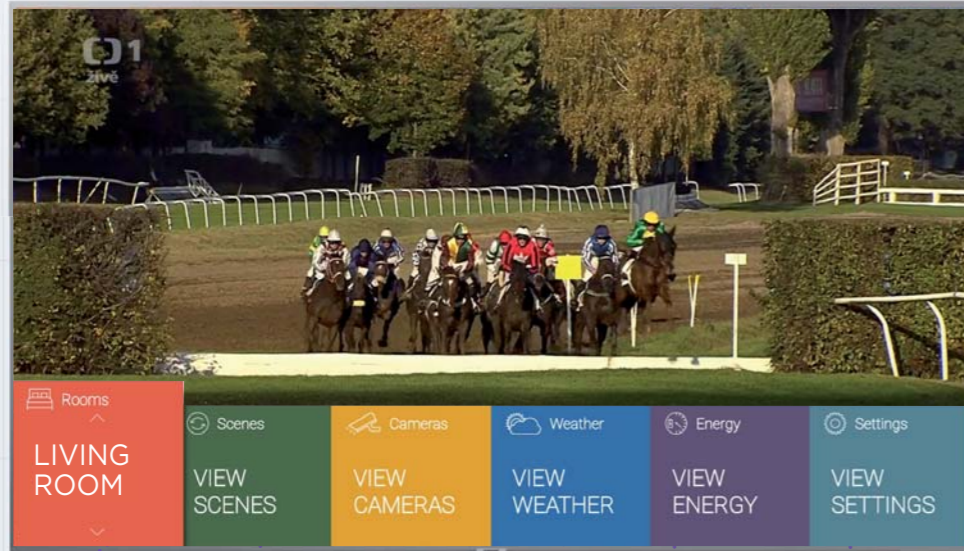 1
živě
Rooms
LIVING
ROOM
Scenes
VIEW
SCENES
Cameras
VIEW
CAMERAS
Weather
VIEW
WEATHER
Energy
VIEW
ENERGY
Settings
VIEW
SETTINGS